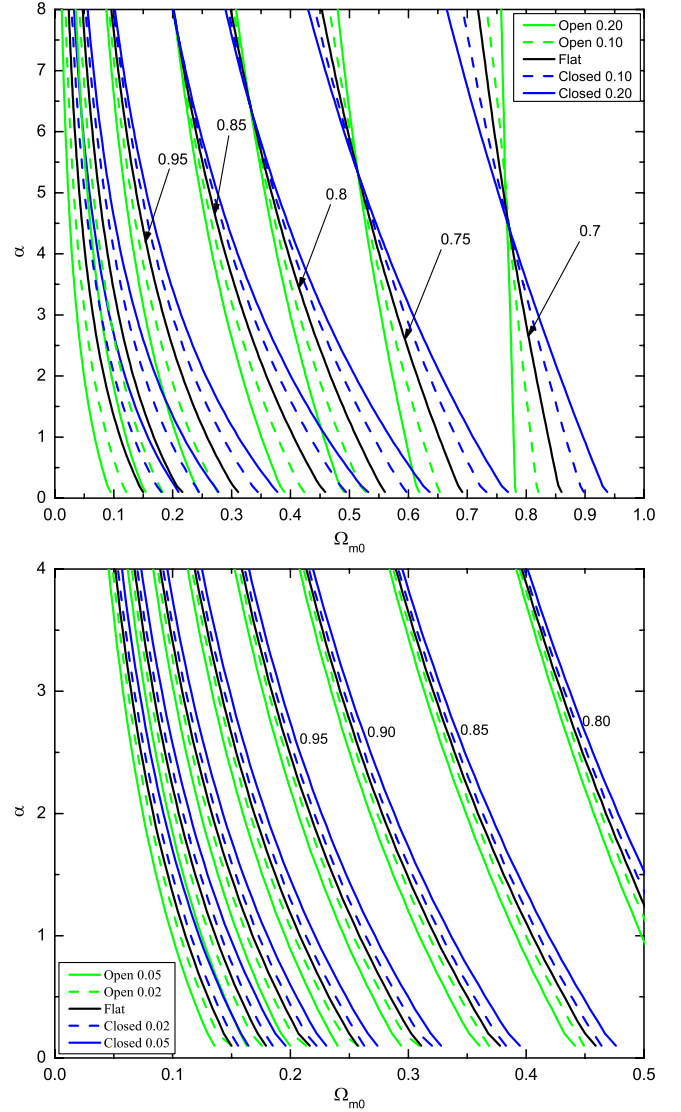 8
7
6
5
4
3
2
1
0
α
0.0 0.1 0.2 0.3 0.4 0.5 0.6 0.7 0.8 0.9 1.0
Ωm0
Open 0.20
Open 0.10
Flat
Closed 0.10
Closed 0.20
0.95
0.85
0.8
0.75
0.7
4
3
2
1
0
α
0.0 0.1 0.2 0.3 0.4 0.5
Ωm0
0.95
0.90
0.85
0.80
Open 0.05
Open 0.02
Flat
Closed 0.02
Closed 0.05